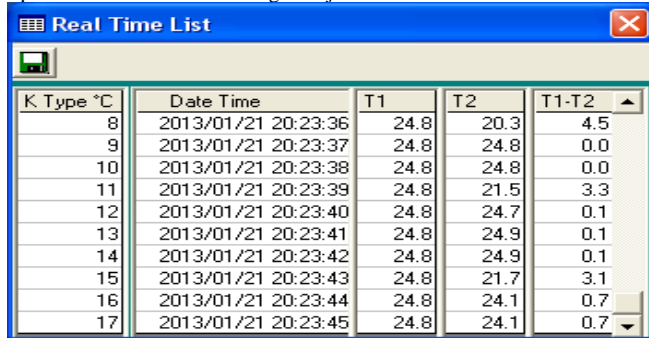 Real Time List
K Type °C Date Time T1 T2 T1-T2
8 2013/01/21 20:23:36 24.8 20.3 4.5
9 2013/01/21 20:23:37 24.8 24.8 0.0
10 2013/01/21 20:23:38 24.8 24.8 0.0
11 2013/01/21 20:23:39 24.8 21.5 3.3
12 2013/01/21 20:23:40 24.8 24.7 0.1
13 2013/01/21 20:23:41 24.8 24.9 0.1
14 2013/01/21 20:23:42 24.8 24.9 0.1
15 2013/01/21 20:23:43 24.8 21.7 3.1
16 2013/01/21 20:23:44 24.8 24.1 0.7
17 2013/01/21 20:23:45 24.8 24.1 0.7